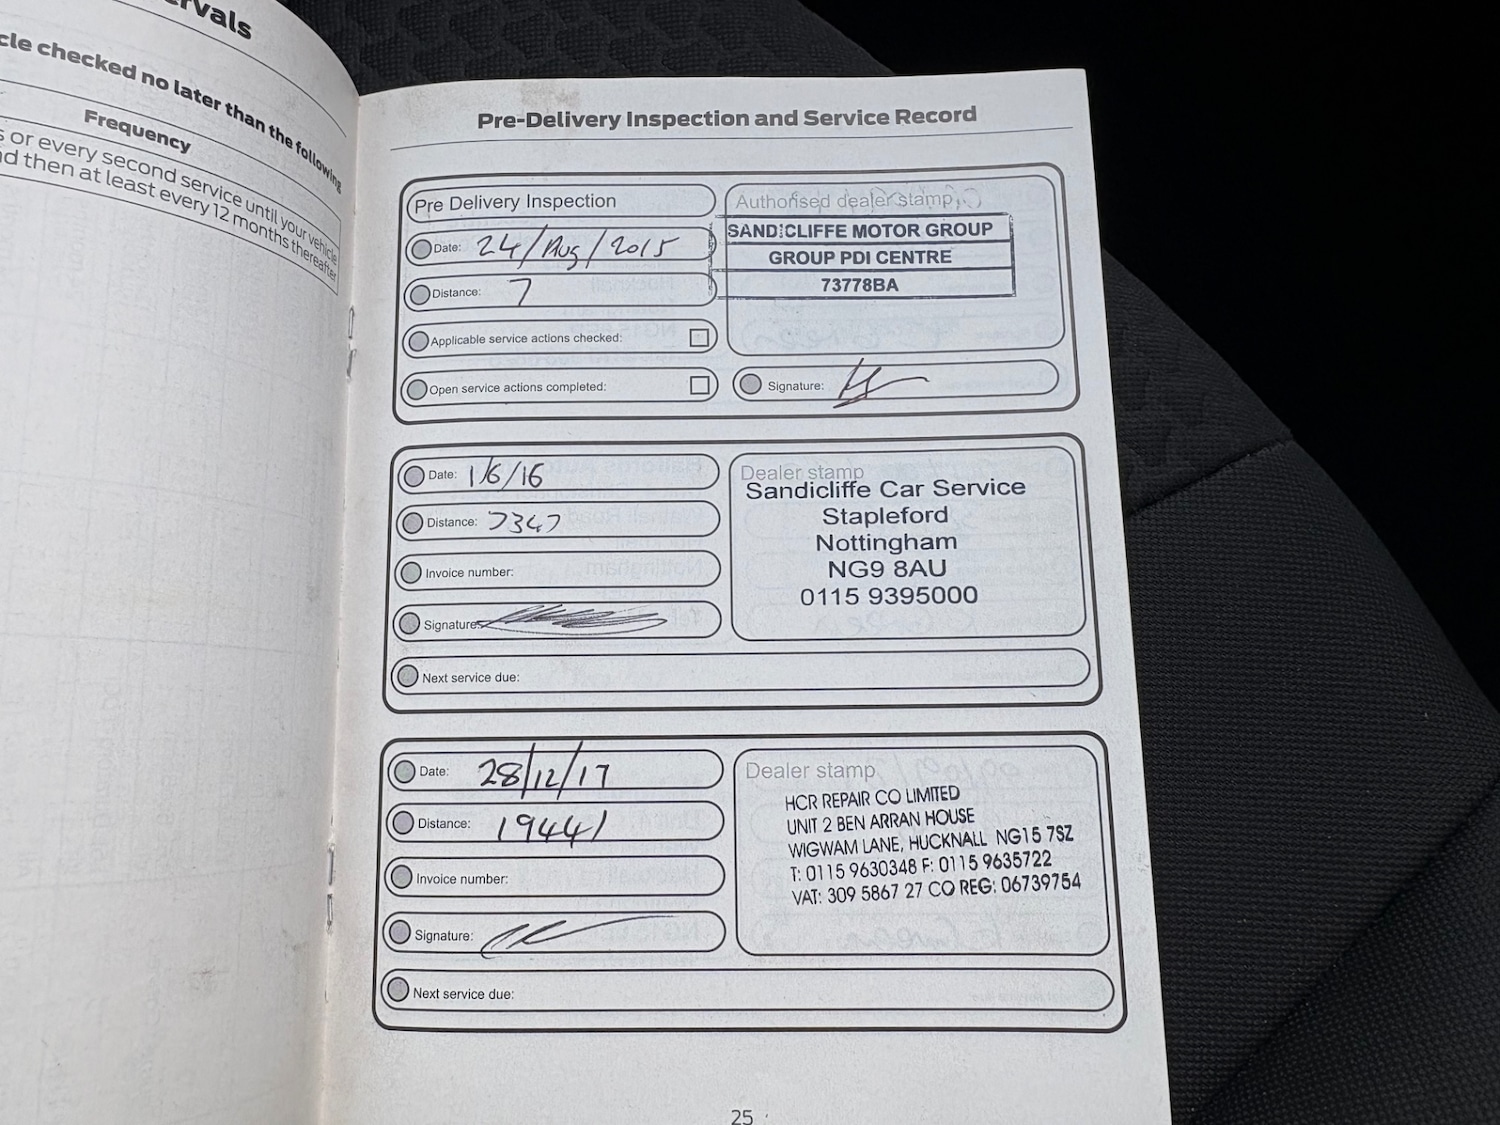 rvals
cle checked no later than the following
Frequency
s or every second service until your vehicle
nd then at least every 12 months thereafter
Pre-Delivery Inspection and Service Record
Pre Delivery Inspection
Authorised dealer stamp
Date: 24/Aug/2015
SANDICLIFFE MOTOR GROUP
GROUP PDI CENTRE
73778BA
Distance: 7
Applicable service actions checked:
Open service actions completed:
Signature:
Date: 1/6/16
Distance: 7347
Invoice number:
Signature:
Dealer stamp
Sandicliffe Car Service
Stapleford
Nottingham
NG9 8AU
0115 9395000
Next service due:
Date: 28/12/17
Distance: 19441
Invoice number:
Signature:
Dealer stamp
HCR REPAIR CO LIMITED
UNIT 2 BEN ARRAN HOUSE
WIGWAM LANE, HUCKNALL NG15 7SZ
T: 0115 9630348 F: 0115 9635722
VAT: 309 5867 27 CO REG: 06739754
Next service due:
25